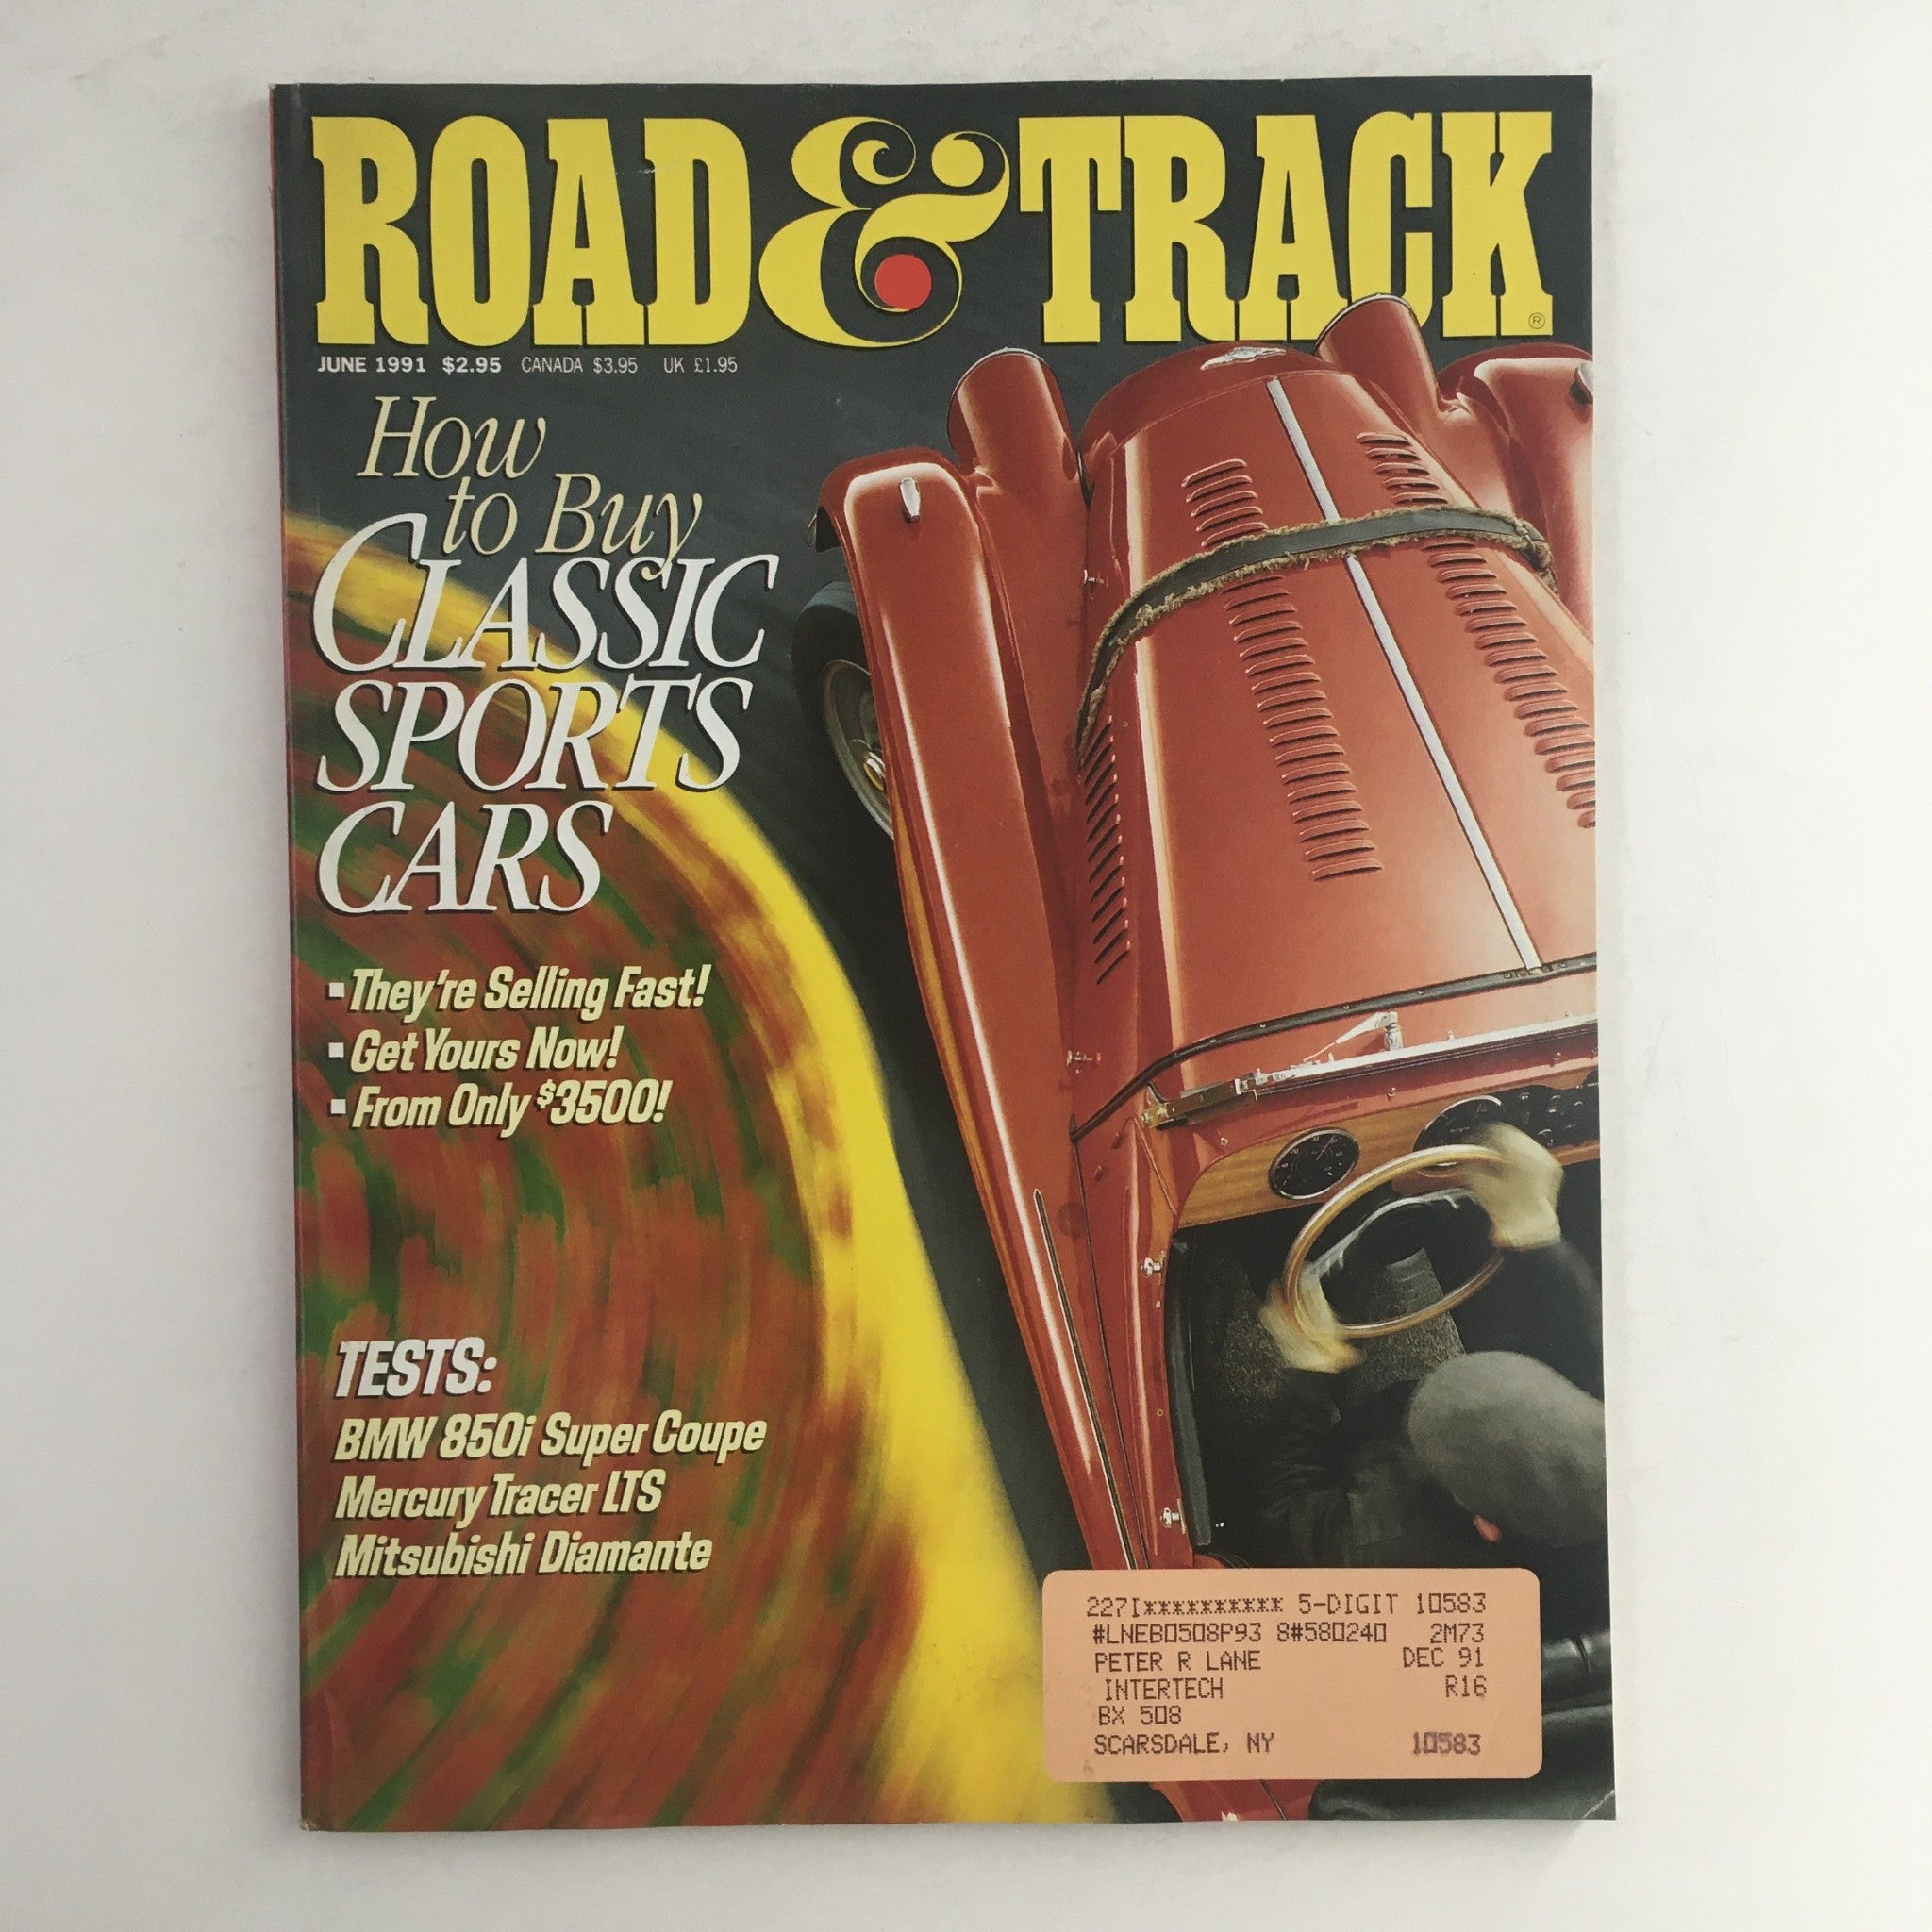 ROAD & TRACK
JUNE 1991 $2.95 CANADA $3.95 UK £1.95
How
to Buy
CLASSIC
SPORTS
CARS
▪They're Selling Fast!
▪Get Yours Now!
▪From Only $3500!
TESTS:
BMW 850i Super Coupe
Mercury Tracer LTS
Mitsubishi Diamante
227I********** 5-DIGIT 10583
#LNEB0508P93 8#580240 2M73
PETER R LANE DEC 91
INTERTECH R16
BX 508
SCARSDALE, NY 10583